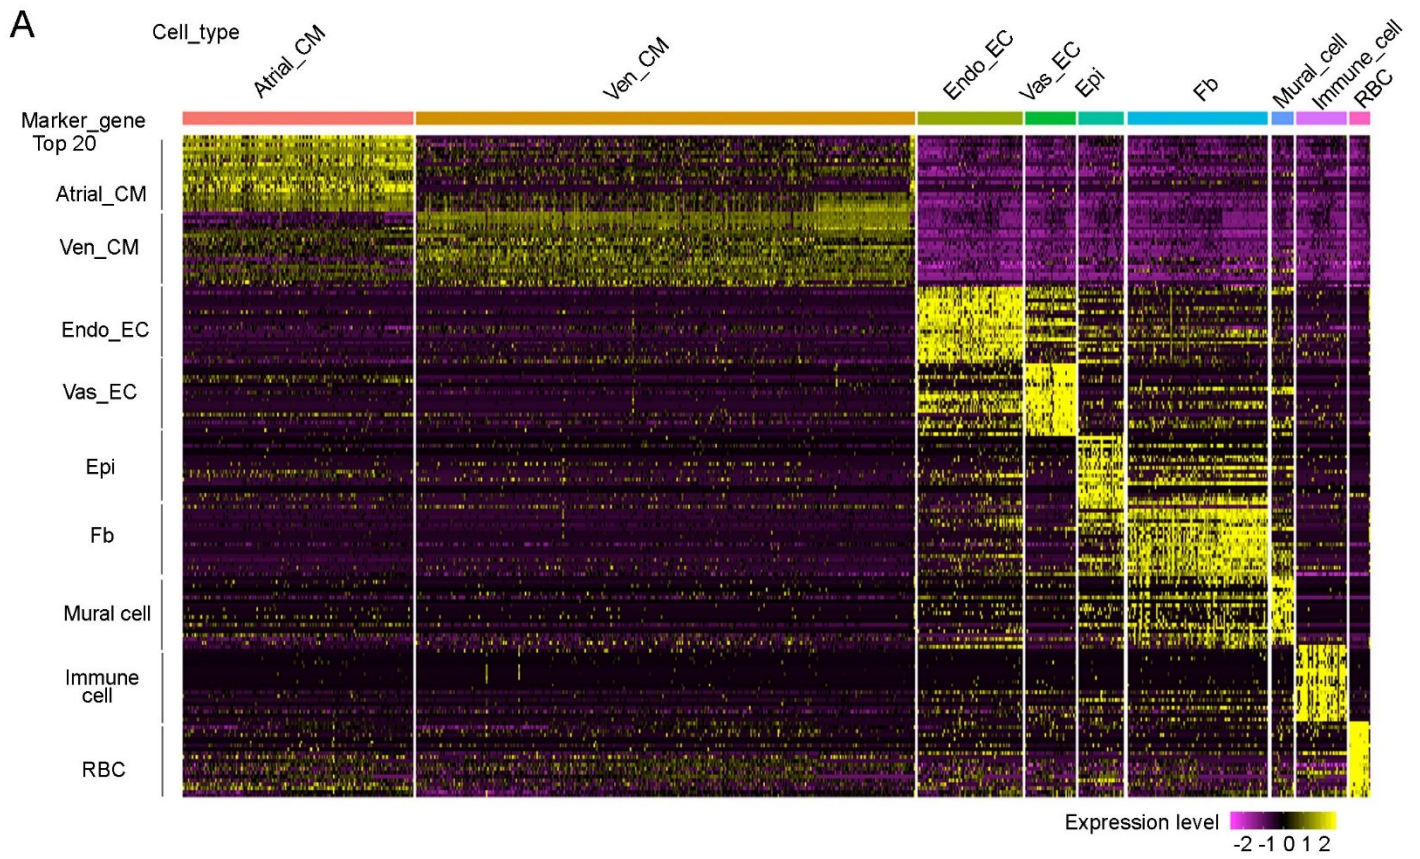 A
Cell_type
Atrial_CM
Ven_CM
Endo_EC
Vas_EC
Epi
Fb
Mural_cell
Immune_cell
RBC
Marker_gene
Top 20
Atrial_CM
Ven_CM
Endo_EC
Vas_EC
Epi
Fb
Mural cell
Immune
cell
RBC
Expression level
-2 -1 0 1 2